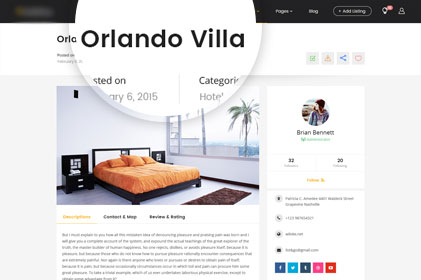 Pages
Blog
+ Add Listing
Orlando Villa
Orla
Posted on
sted on
Categori
February 6, 2
ary 6, 2015
Hotel
Brian Bennett
32
20
Followers
Following
Follow
Descriptions
Contact & Map
Review & Rating
But I must explain to you how all this mistaken idea of denouncing pleasure and praising pain was born and I
will give you a complete account of the system, and expound the actual teachings of the great explorer of the
truth, the master-builder of human happiness. No one rejects, dislikes, or avoids pleasure itself, because it is
pleasure, but because those who do not know how to pursue pleasure rationally encounter consequences that
are extremely painful. Nor again is there anyone who loves or pursues or desires to obtain pain of itself,
because it is pain, but because occasionally circumstances occur in which toil and pain can procure him some
great pleasure. To take a trivial example, which of us ever undertakes laborious physical exercise, except to
obtain some advantage from it?